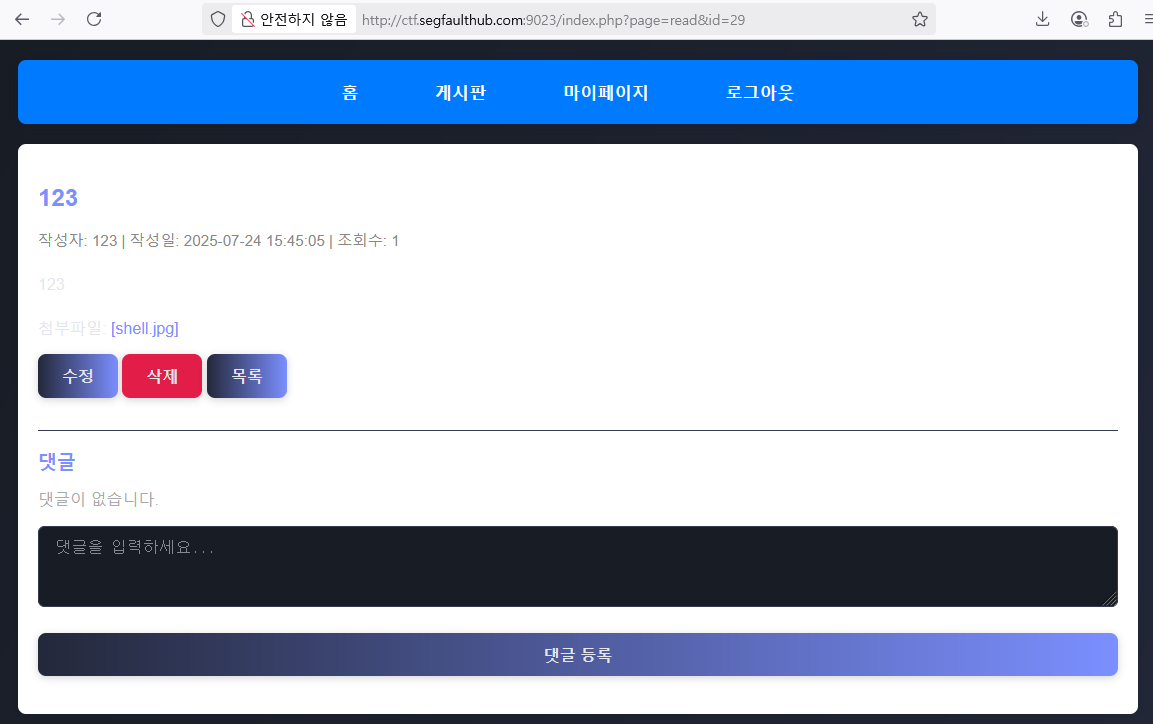 안전하지 않음 http://ctf.segfaulthub.com:9023/index.php?page=read&id=29
홈 게시판 마이페이지 로그아웃
123
작성자: 123 | 작성일: 2025-07-24 15:45:05 | 조회수: 1
123
첨부파일: [shell.jpg]
수정 삭제 목록
댓글
댓글이 없습니다.
댓글을 입력하세요...
댓글 등록